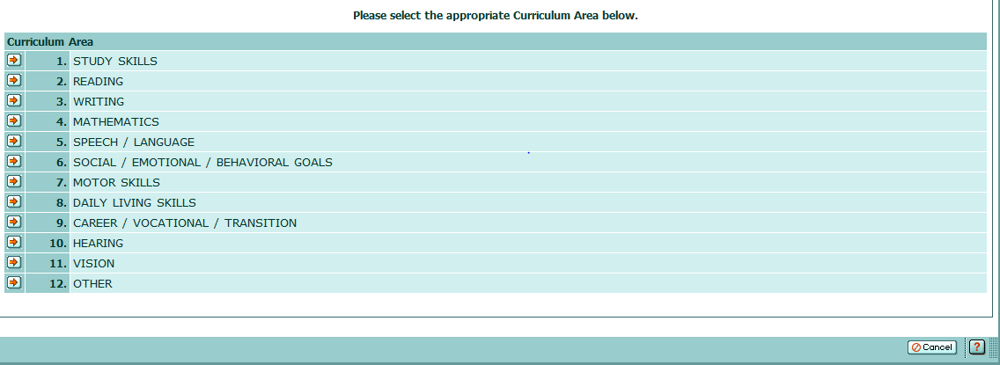 Please select the appropriate Curriculum Area below.
Curriculum Area
1. STUDY SKILLS
2. READING
3. WRITING
4. MATHEMATICS
5. SPEECH / LANGUAGE
6. SOCIAL / EMOTIONAL / BEHAVIORAL GOALS
7. MOTOR SKILLS
8. DAILY LIVING SKILLS
9. CAREER / VOCATIONAL / TRANSITION
10. HEARING
11. VISION
12. OTHER
Cancel ?